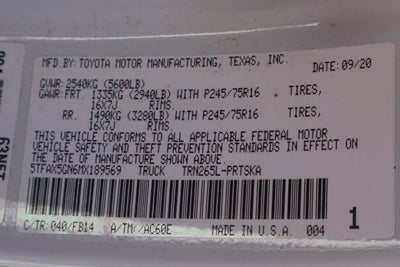 MFD.BY:TOYOTA MOTOR MANUFACTURING, TEXAS, INC.
DATE:09/20
GVWR:2540KG (5600LB)
GAWR:FRT. 1335KG (2940LB) WITH P245/75R16 TIRES,
16X7J RIMS.
RR. 1490KG (3280LB) WITH P245/75R16 TIRES,
16X7J RIMS.
THIS VEHICLE CONFORMS TO ALL APPLICABLE FEDERAL MOTOR
VEHICLE SAFETY AND THEFT PREVENTION STANDARDS IN EFFECT ON
THE DATE OF MANUFACTURE SHOWN ABOVE.
5TFAX5GN6MX189569 TRUCK TRN265L-PRTSKA
C/TR:040/FB14 A/TM:-/AC60E MADE IN U.S.A. 004
1